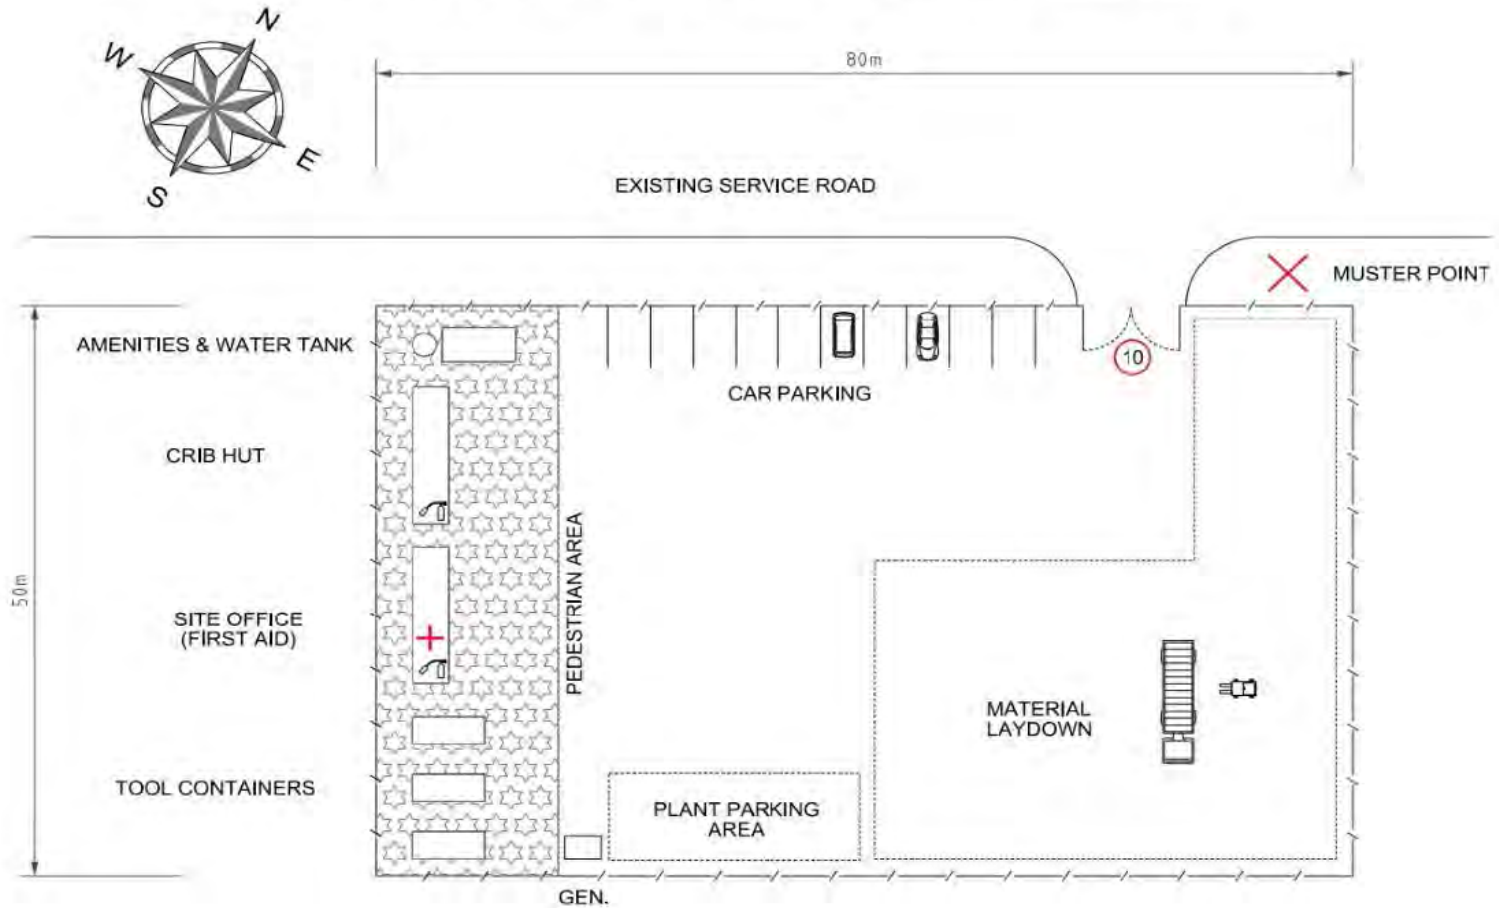 N
W
E
S
80m
EXISTING SERVICE ROAD
MUSTER POINT
AMENITIES & WATER TANK
10
CAR PARKING
CRIB HUT
PEDESTRIAN AREA
50m
SITE OFFICE
(FIRST AID)
MATERIAL
LAYDOWN
TOOL CONTAINERS
PLANT PARKING
AREA
GEN.